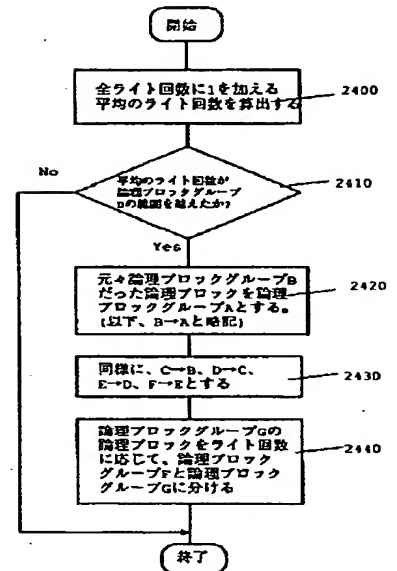 開始
全ライト回数に1を加える
平均のライト回数を算出する
2400
No
平均のライト回数が
論理ブロックグループ
Dの範囲を越えたか?
2410
Yes
元々論理ブロックグループB
だった論理ブロックを論理
ブロックグループAとする。
(以下、B→Aと略記)
2420
同様に、C→B、D→C、
E→D、F→Eとする
2430
論理ブロックグループGの
論理ブロックをライト回数
に応じて、論理ブロック
グループFと論理ブロック
グループGに分ける
2440
終了